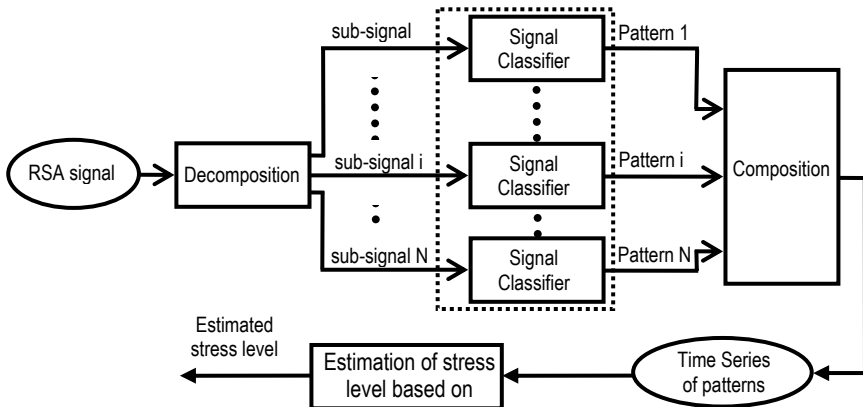 sub-signal
Signal
Classifier
Pattern 1
RSA signal
Decomposition
sub-signal i
Signal
Classifier
Pattern i
Composition
sub-signal N
Signal
Classifier
Pattern N
Estimated
stress level
Estimation of stress
level based on
Time Series
of patterns